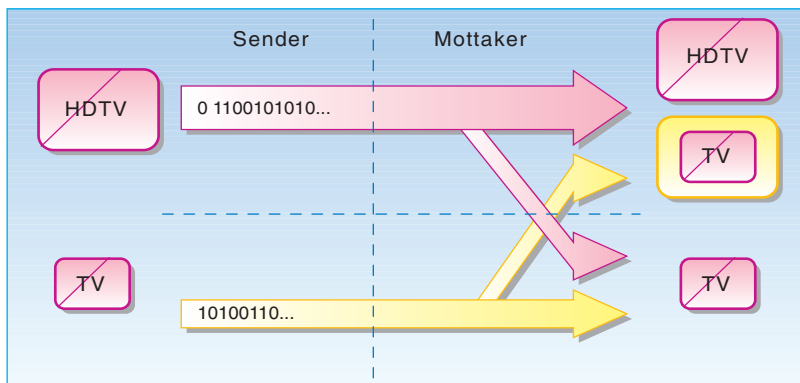 Sender
Mottaker
HDTV
0 1100101010...
HDTV
TV
TV
10100110...
TV